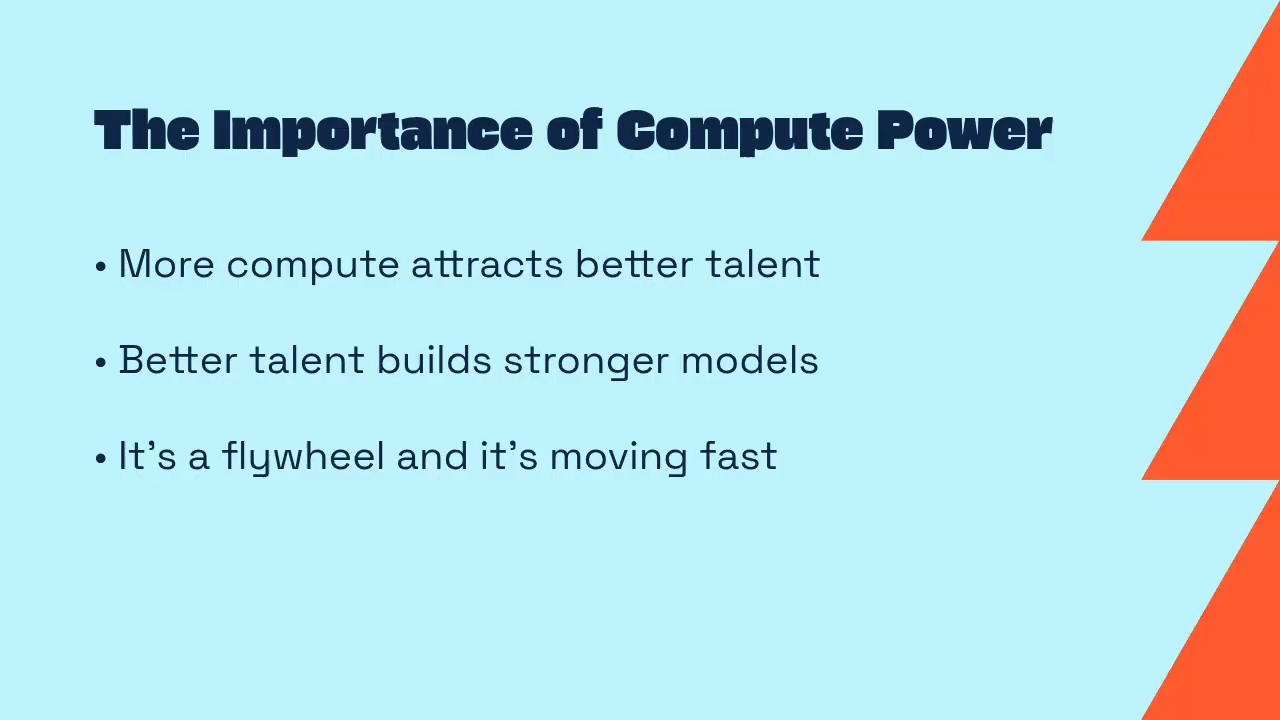 The Importance of Compute Power
• More compute attracts better talent
• Better talent builds stronger models
• It’s a flywheel and it’s moving fast